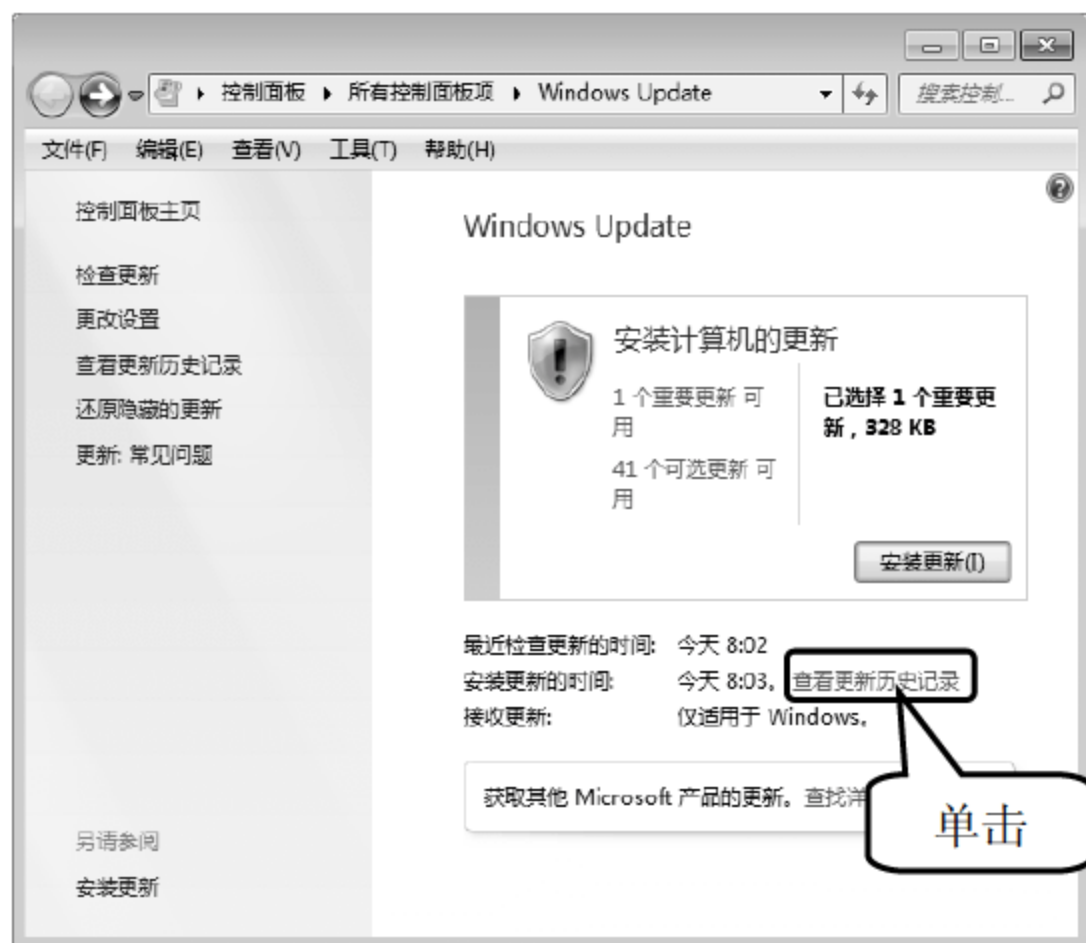 控制面板 ▸ 所有控制面板项 ▸ Windows Update
搜索控制...
文件(F) 编辑(E) 查看(V) 工具(T) 帮助(H)
控制面板主页
检查更新
更改设置
查看更新历史记录
还原隐藏的更新
更新: 常见问题
另请参阅
安装更新
Windows Update
安装计算机的更新
1 个重要更新 可
用
41 个可选更新 可
用
已选择 1 个重要更
新，328 KB
安装更新(I)
最近检查更新的时间: 今天 8:02
安装更新的时间: 今天 8:03。查看更新历史记录
接收更新: 仅适用于 Windows。
获取其他 Microsoft 产品的更新。查找详
单击